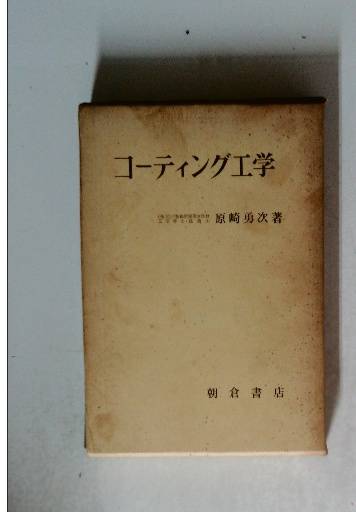 コーティング工学
原崎勇次著
朝倉書店